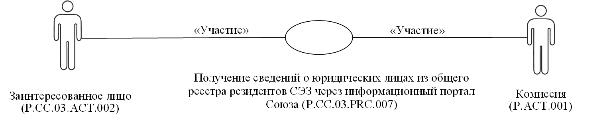 «Участие» «Участие»
Получение сведений о юридических лицах из общего
реестра резидентов СЭЗ через информационный портал
Союза (P.CC.03.PRC.007)
Заинтересованное лицо
(P.CC.03.ACT.002)
Комиссия
(P.ACT.001)